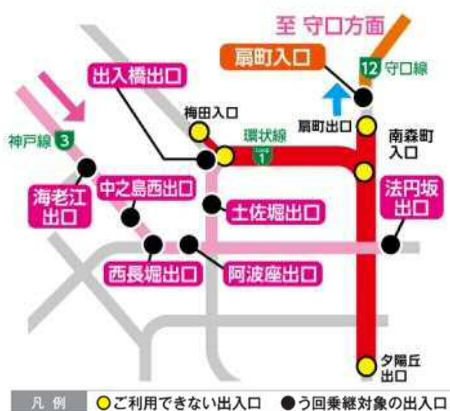 至 守口方面
扇町入口
12 守口線
出入橋出口
梅田入口
扇町出口
環状線
1
南森町
入口
神戸線 3
海老江
出口
中之島西出口
土佐堀出口
法円坂
出口
西長堀出口
阿波座出口
夕陽丘
出口
凡 例
ご利用できない出入口
う回乗継対象の出入口